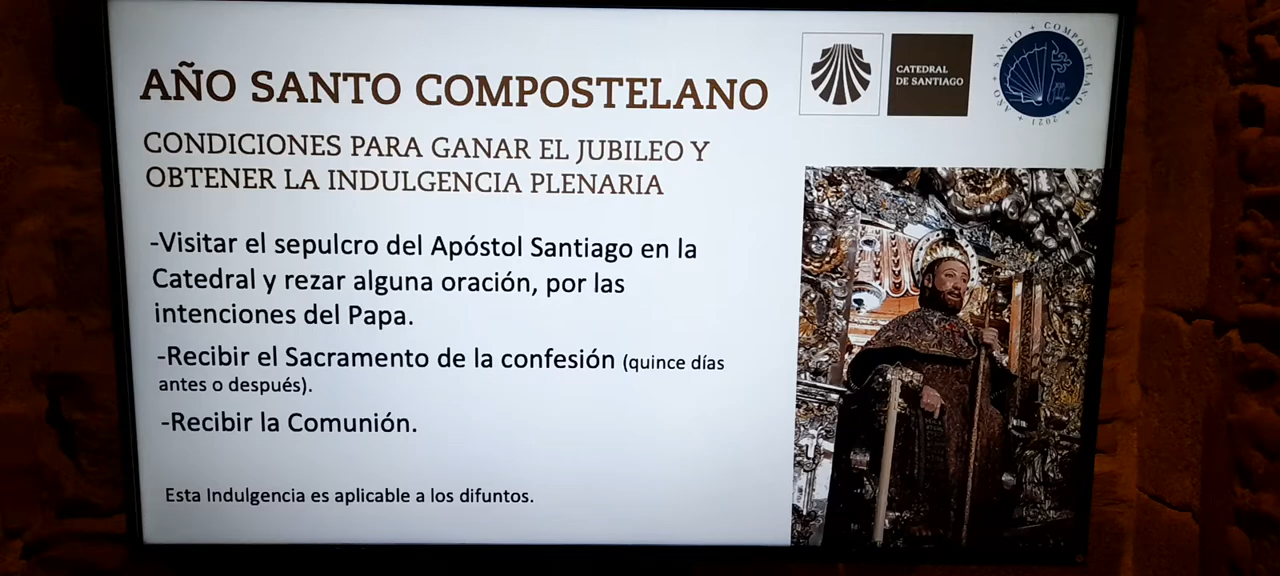 AÑO SANTO COMPOSTELANO
CONDICIONES PARA GANAR EL JUBILEO Y
OBTENER LA INDULGENCIA PLENARIA
-Visitar el sepulcro del Apóstol Santiago en la
Catedral y rezar alguna oración, por las
intenciones del Papa.
-Recibir el Sacramento de la confesión (quince días
antes o después).
-Recibir la Comunión.
Esta Indulgencia es aplicable a los difuntos.
CATEDRAL
DE SANTIAGO
AÑO + SANTO + COMPOSTELANO + 2021 +